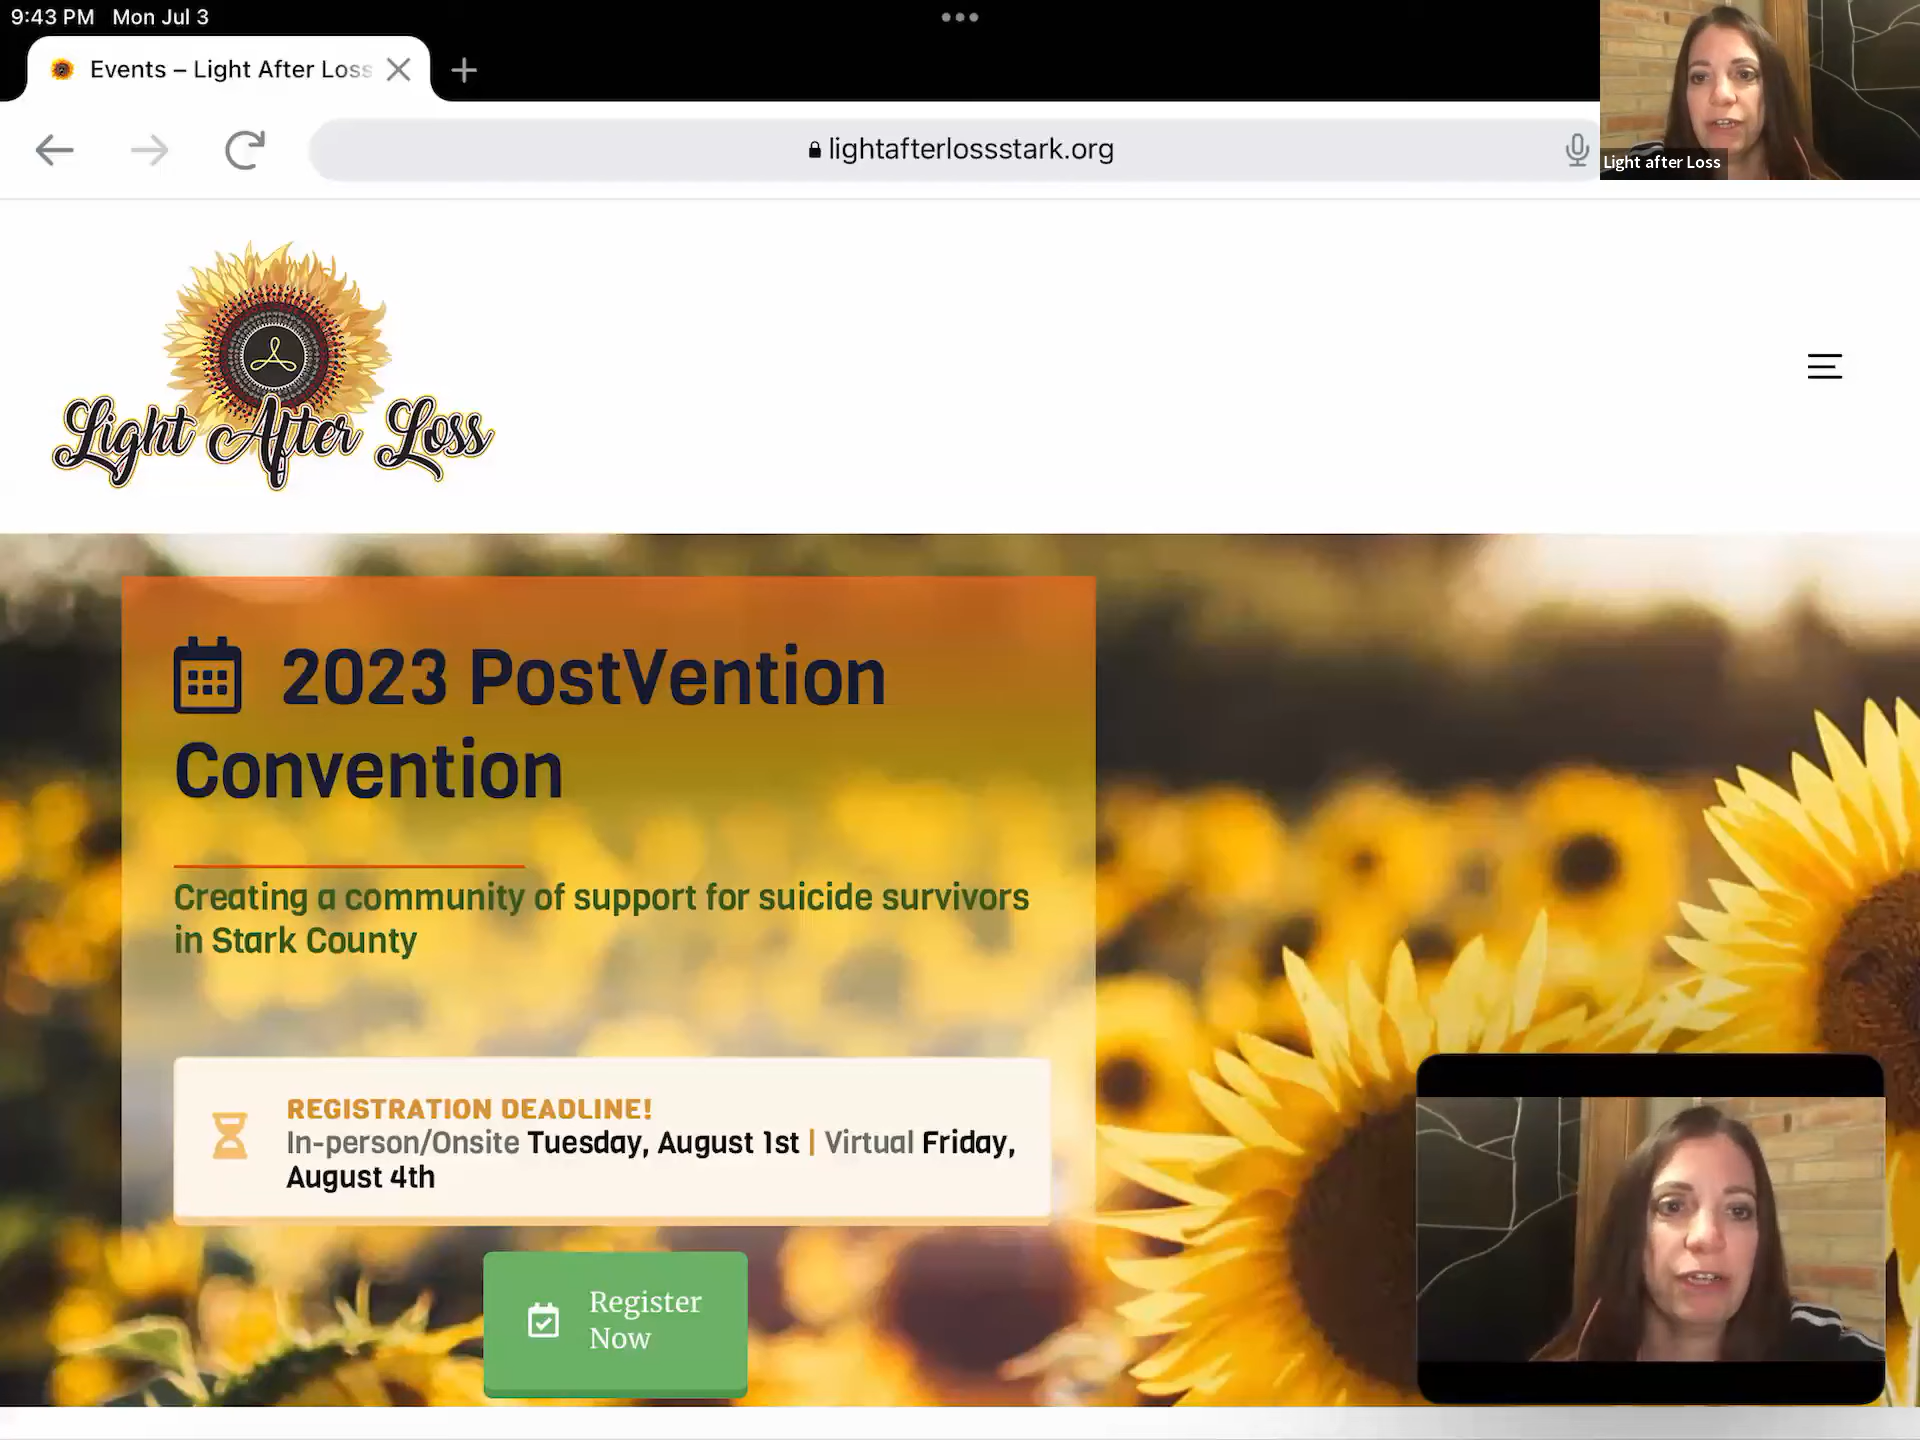 9:43 PM Mon Jul 3
Events – Light After Loss
lightafterlossstark.org
Light after Loss
Light After Loss
2023 PostVention
Convention
Creating a community of support for suicide survivors
in Stark County
REGISTRATION DEADLINE!
In-person/Onsite Tuesday, August 1st | Virtual Friday,
August 4th
Register
Now